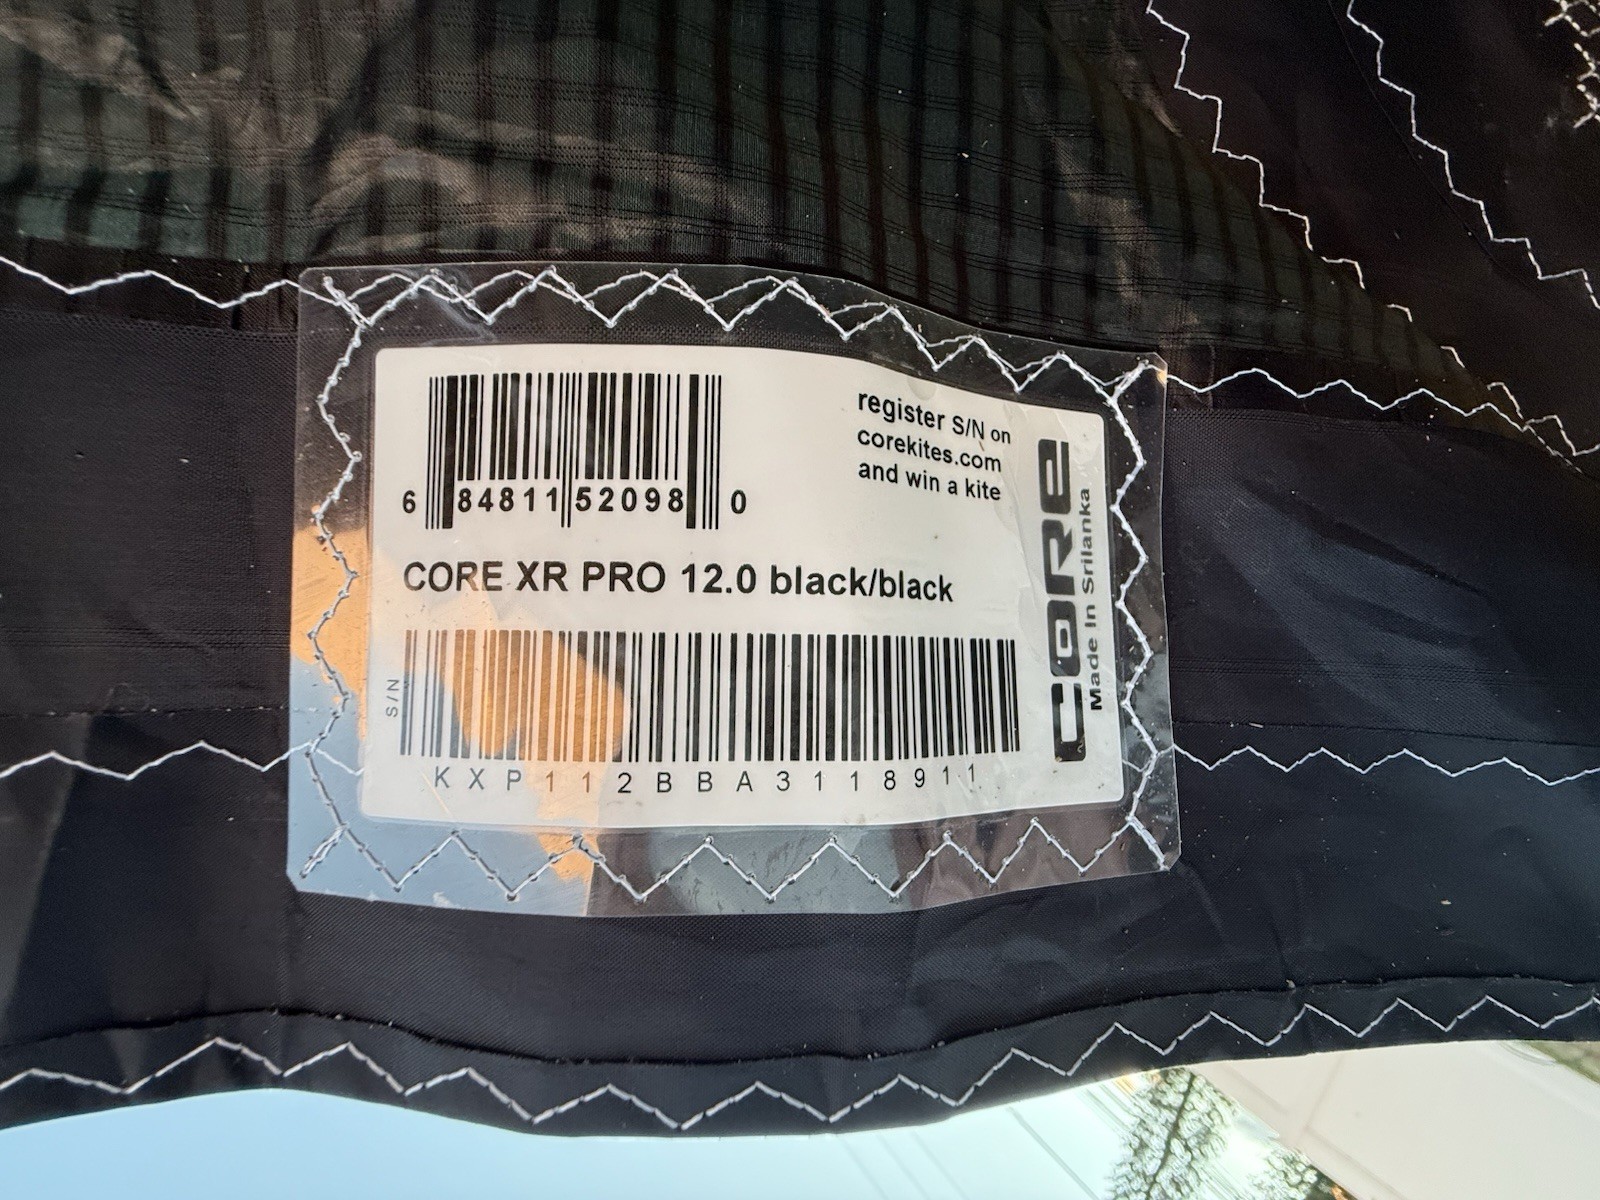 6 84811 52098 0
register S/N on
corekites.com
and win a kite
CORE XR PRO 12.0 black/black
S/N
KXP112BBA3118911
CORE
Made In Srilanka